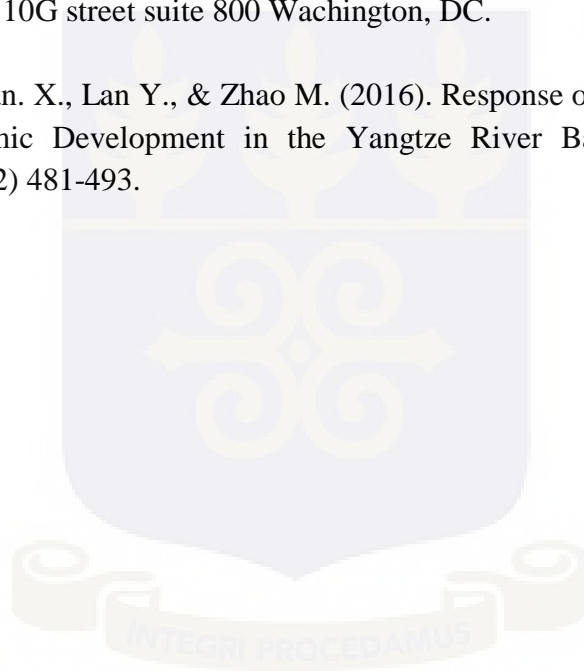 10G street suite 800 Wachington, DC.
n. X., Lan Y., & Zhao M. (2016). Response o
nic Development in the Yangtze River Ba
2) 481-493.
INTEGRI PROCEDAMUS